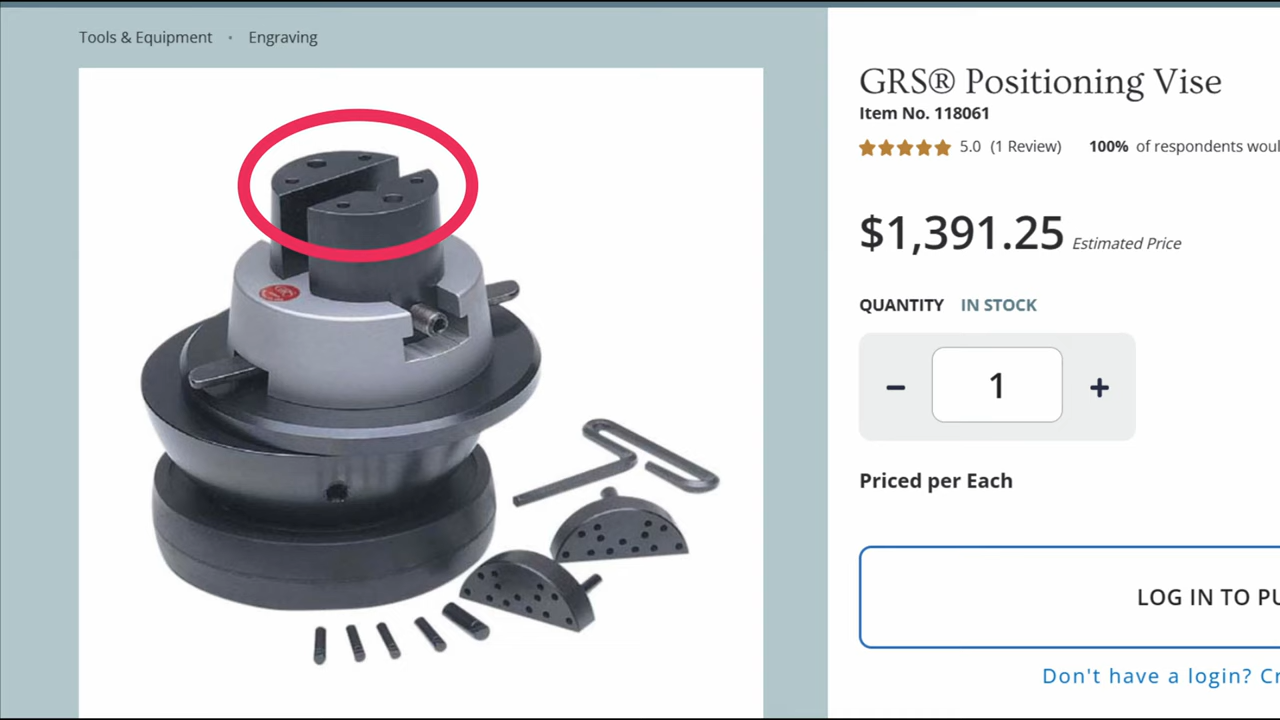 Tools & Equipment • Engraving
GRS® Positioning Vise
Item No. 118061
5.0 (1 Review) 100% of respondents woul
$1,391.25 Estimated Price
QUANTITY IN STOCK
− 1 +
Priced per Each
LOG IN TO PU
Don't have a login? Cr